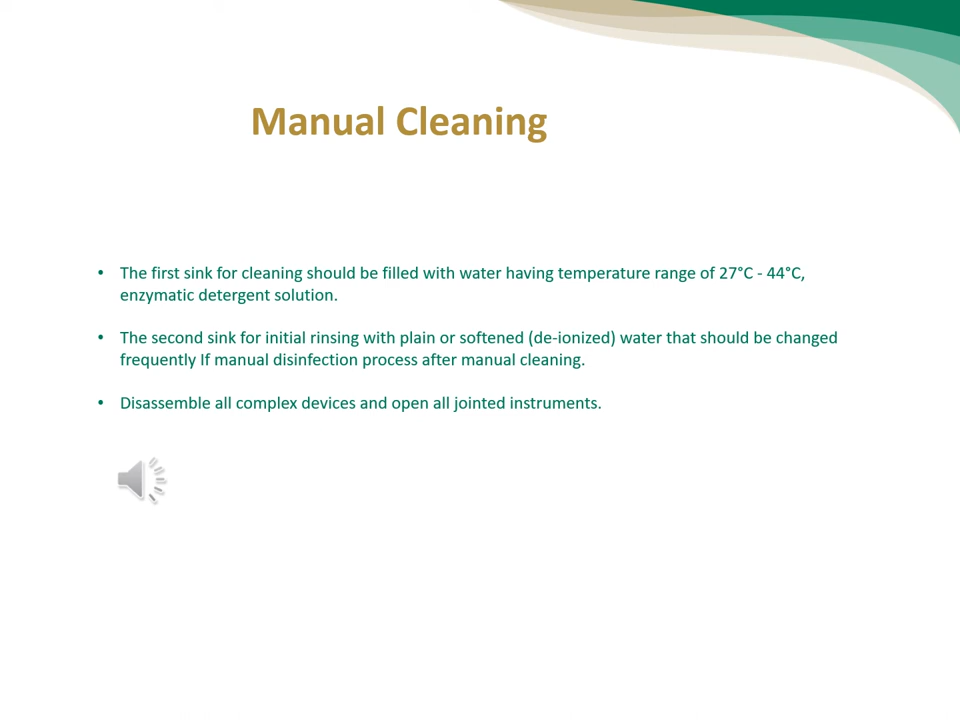 Manual Cleaning
• The first sink for cleaning should be filled with water having temperature range of 27°C - 44°C,
enzymatic detergent solution.
• The second sink for initial rinsing with plain or softened (de-ionized) water that should be changed
frequently If manual disinfection process after manual cleaning.
• Disassemble all complex devices and open all jointed instruments.